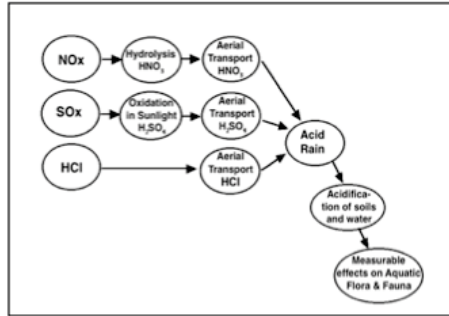 NOx
Hydrolysis
HNO3
Aerial
Transport
HNO3
SOx
Oxidation
in Sunlight
H2SO4
Aerial
Transport
H2SO4
HCl
Aerial
Transport
HCl
Acid
Rain
Acidifica-
tion of soils
and water
Measurable
effects on Aquatic
Flora & Fauna